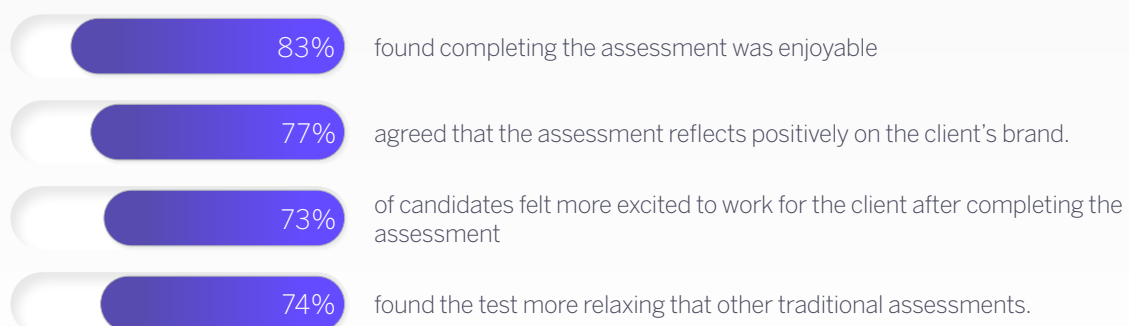 83% found completing the assessment was enjoyable
77% agreed that the assessment reflects positively on the client’s brand.
73% of candidates felt more excited to work for the client after completing the
assessment
74% found the test more relaxing that other traditional assessments.